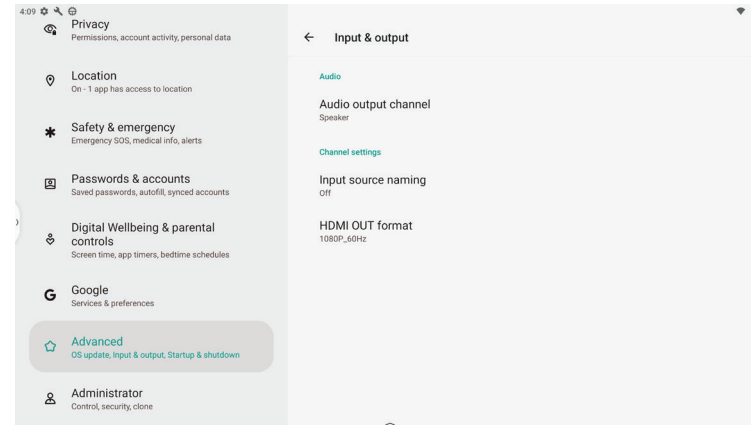 4:09
Privacy
Permissions, account activity, personal data
Location
On - 1 app has access to location
Safety & emergency
Emergency SOS, medical info, alerts
Passwords & accounts
Saved passwords, autofill, synced accounts
Digital Wellbeing & parental
controls
Screen time, app timers, bedtime schedules
Google
Services & preferences
Advanced
OS update, Input & output, Startup & shutdown
Administrator
Control, security, clone
Input & output
Audio
Audio output channel
Speaker
Channel settings
Input source naming
Off
HDMI OUT format
1080P_60Hz